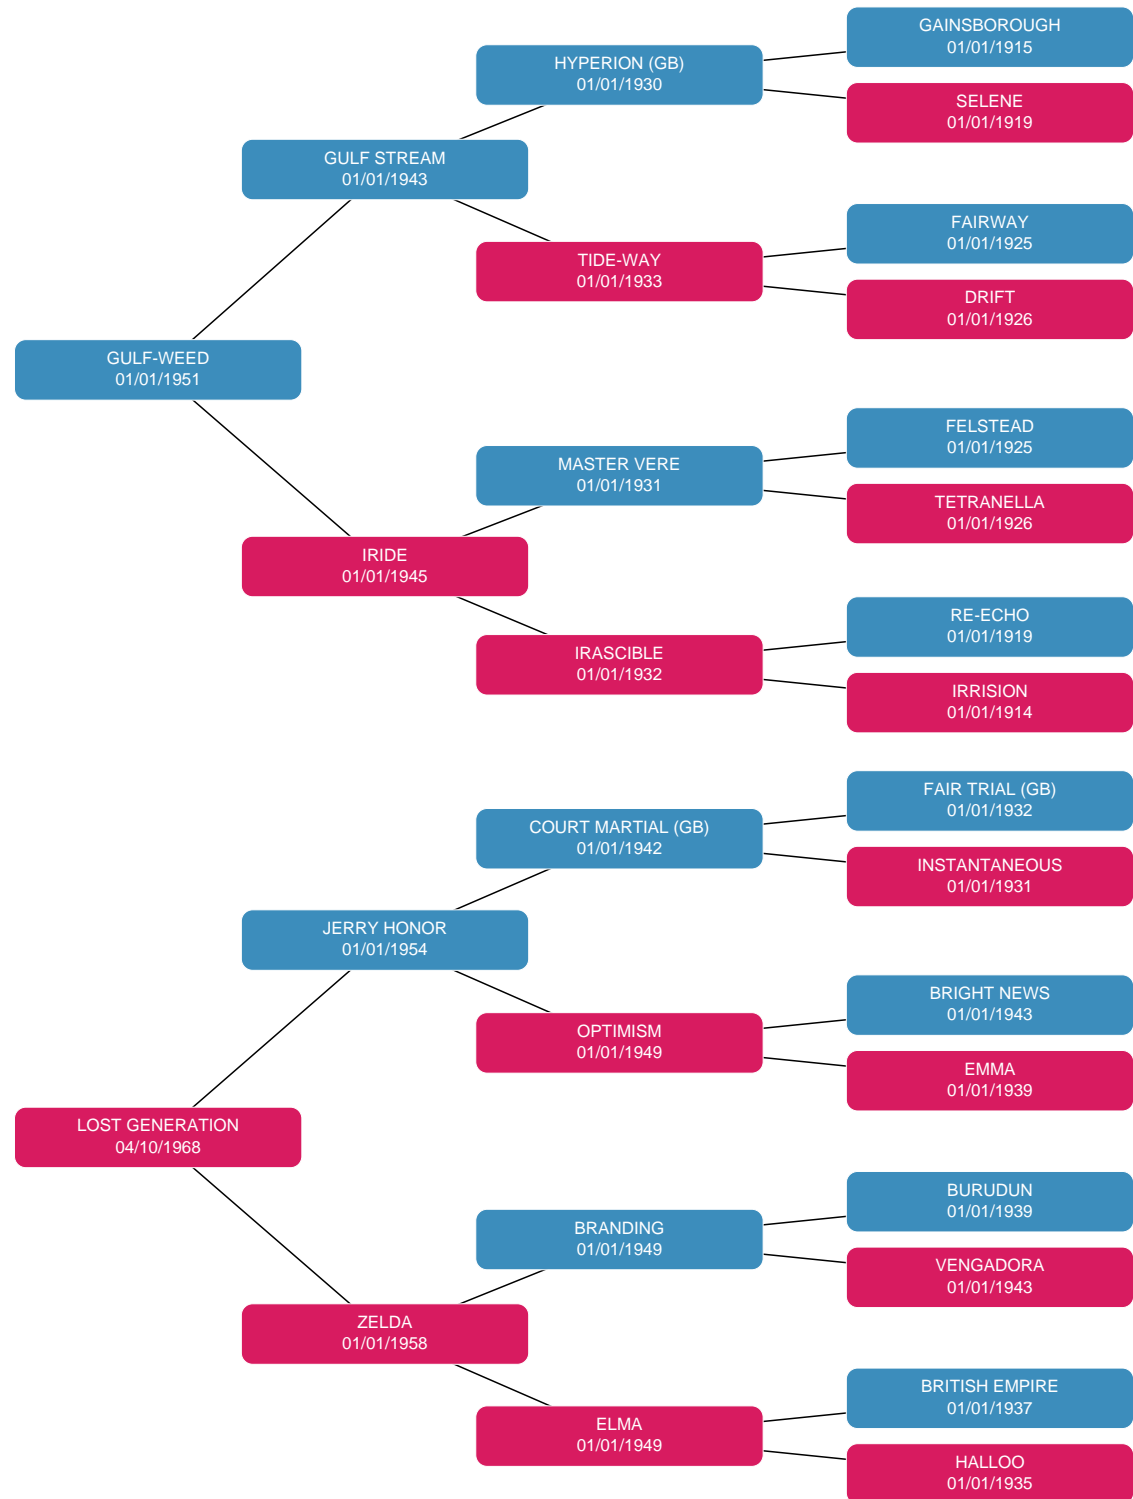 GAINSBOROUGH
01/01/1915
HYPERION (GB)
01/01/1930
SELENE
01/01/1919
GULF STREAM
01/01/1943
FAIRWAY
01/01/1925
TIDE-WAY
01/01/1933
DRIFT
01/01/1926
GULF-WEED
01/01/1951
FELSTEAD
01/01/1925
MASTER VERE
01/01/1931
TETRANELLA
01/01/1926
IRIDE
01/01/1945
RE-ECHO
01/01/1919
IRASCIBLE
01/01/1932
IRRISION
01/01/1914
FAIR TRIAL (GB)
01/01/1932
COURT MARTIAL (GB)
01/01/1942
INSTANTANEOUS
01/01/1931
JERRY HONOR
01/01/1954
BRIGHT NEWS
01/01/1943
OPTIMISM
01/01/1949
EMMA
01/01/1939
LOST GENERATION
04/10/1968
BURUDUN
01/01/1939
BRANDING
01/01/1949
VENGADORA
01/01/1943
ZELDA
01/01/1958
BRITISH EMPIRE
01/01/1937
ELMA
01/01/1949
HALLOO
01/01/1935